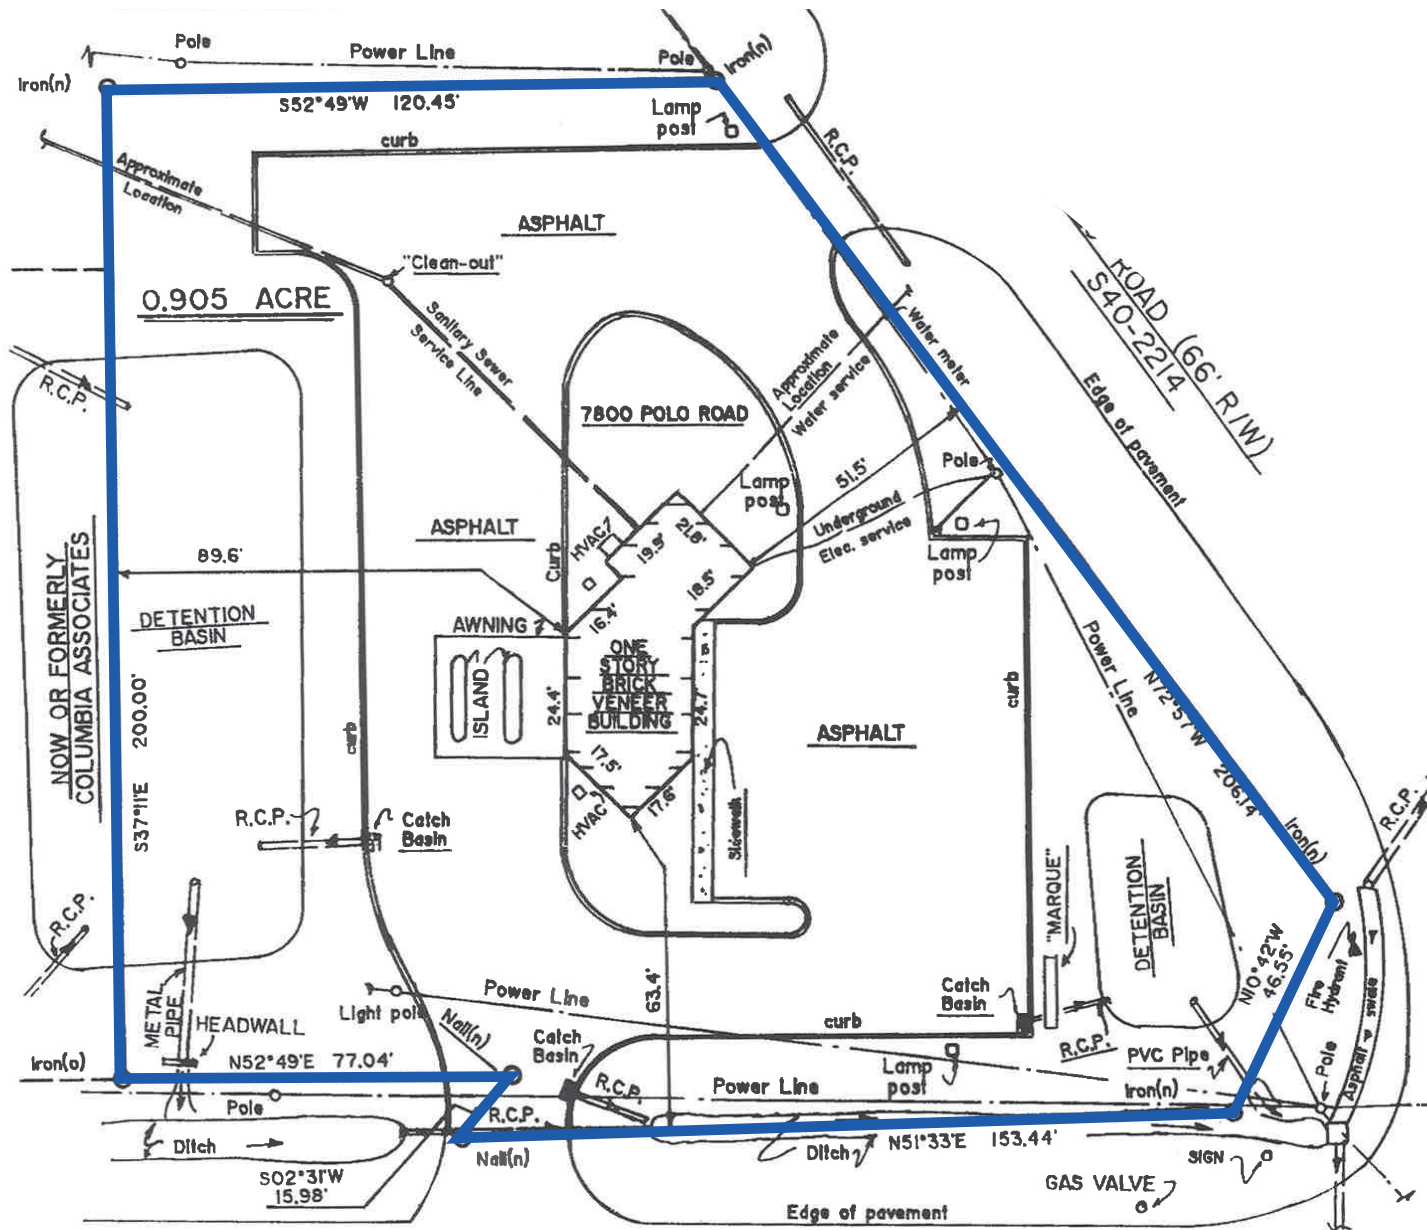 Pole
Power Line
Pole
Iron(n)
Iron(n)
S52°49'W 120.45'
Lamp
post
curb
R.C.P.
Approximate
Location
ASPHALT
"Clean-out"
ROAD (66' R/W)
S40-2214
0.905 ACRE
Sanitary Sewer
Service Line
Water meter
Approximate
Location
Water service
Edge of pavement
R.C.P.
7800 POLO ROAD
Pole
51.5'
Lamp
post
Underground
Elec. service
Lamp
post
NOW OR FORMERLY
COLUMBIA ASSOCIATES
ASPHALT
89.6'
Curb
HVAC
19.9'
21.8'
18.5'
16.4'
DETENTION
BASIN
AWNING
ISLAND
24.4'
ONE
STORY
BRICK
VENEER
BUILDING
24.7'
17.5'
17.6'
HVAC
Sidewalk
ASPHALT
curb
Power Line
N72°57'W 206.14'
S37°11'E 200.00'
curb
R.C.P.
Catch
Basin
Iron(n)
R.C.P.
"MARQUE"
DETENTION
BASIN
R.C.P.
N10°42'W
46.55'
Fire
Hydrant
swale
Asphalt
METAL
PIPE
HEADWALL
Light pole
Power Line
63.4'
Catch
Basin
curb
R.C.P.
PVC Pipe
Pole
Nail(n)
Catch
Basin
Lamp
post
Iron(o)
N52°49'E 77.04'
Pole
R.C.P.
R.C.P.
Power Line
Iron(n)
Ditch
Nail(n)
Ditch
N51°33'E 153.44'
SIGN
S02°31'W
15.98'
GAS VALVE
Edge of pavement